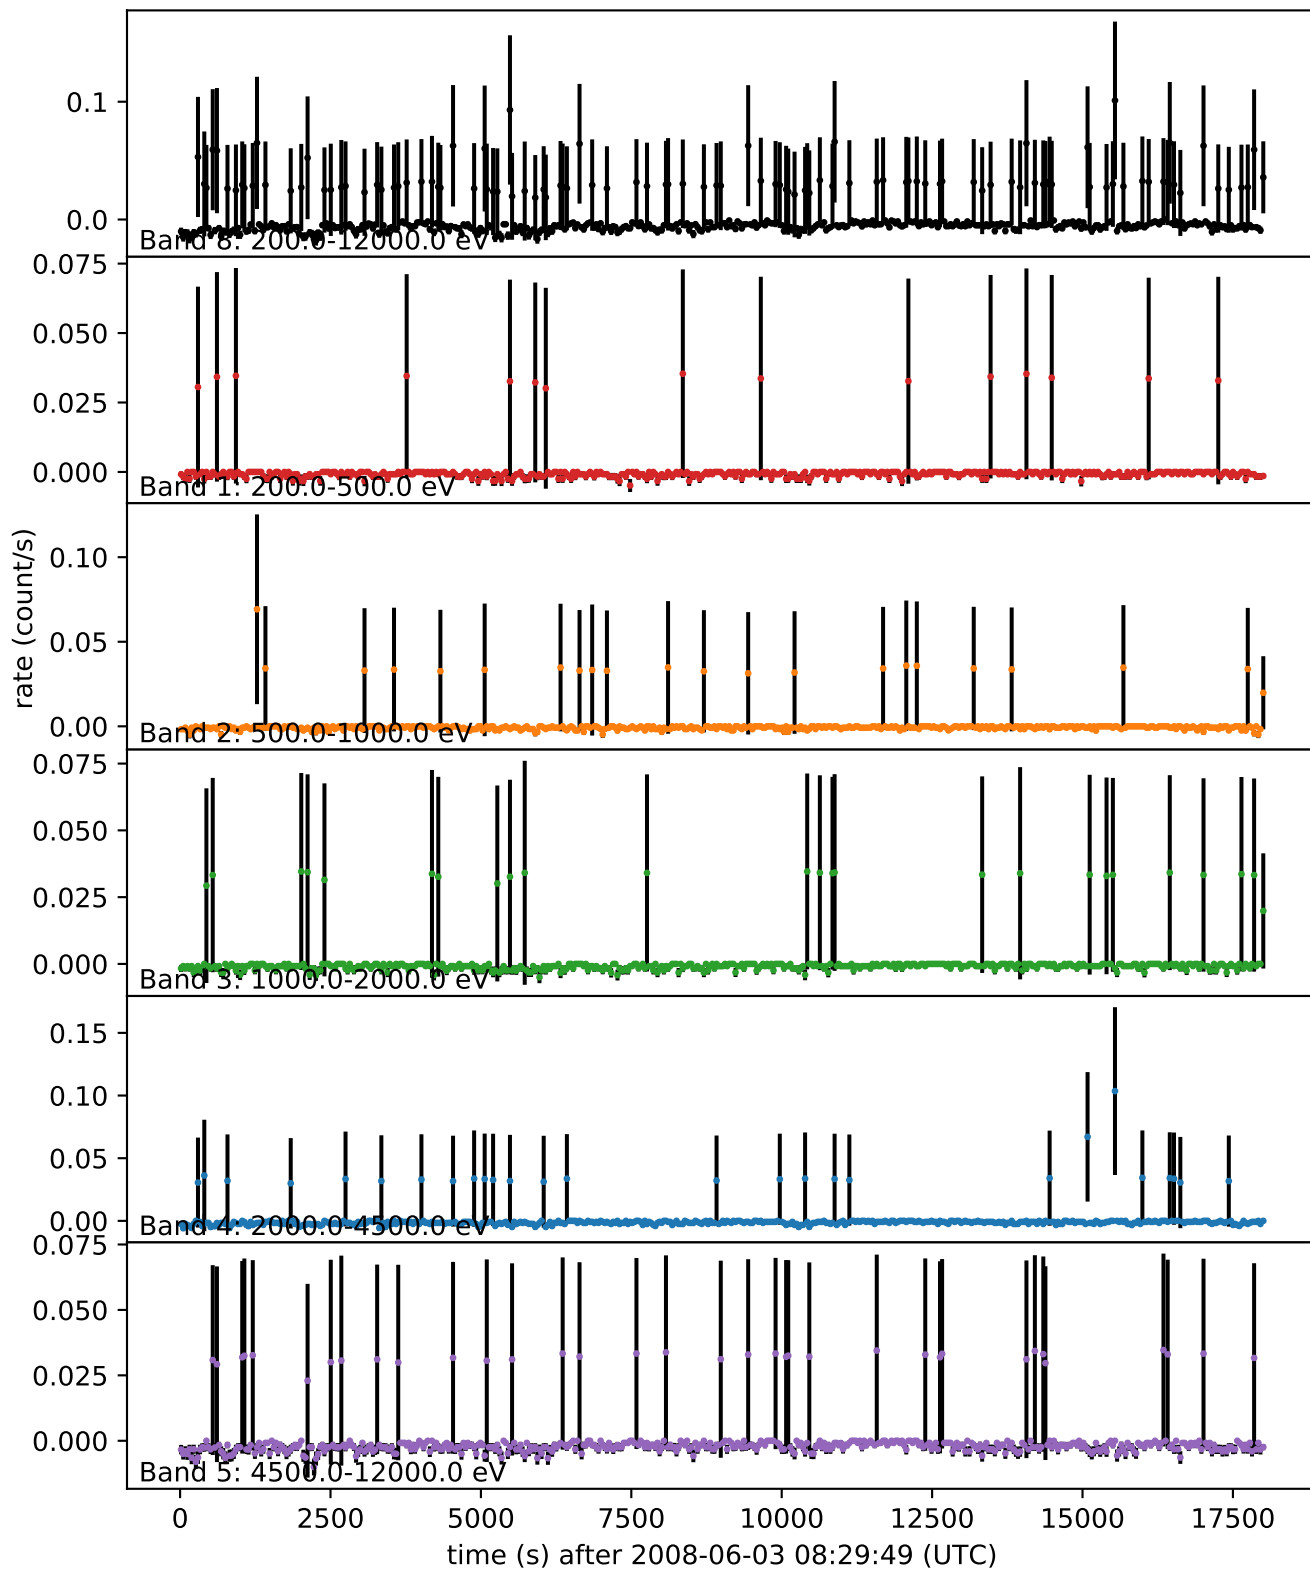 0.1
0.0
Band 8: 200.0-12000.0 eV
0.075
0.050
0.025
0.000
Band 1: 200.0-500.0 eV
rate (count/s)
0.10
0.05
0.00
Band 2: 500.0-1000.0 eV
0.075
0.050
0.025
0.000
Band 3: 1000.0-2000.0 eV
0.15
0.10
0.05
0.00
Band 4: 2000.0-4500.0 eV
0.075
0.050
0.025
0.000
Band 5: 4500.0-12000.0 eV
0 2500 5000 7500 10000 12500 15000 17500
time (s) after 2008-06-03 08:29:49 (UTC)